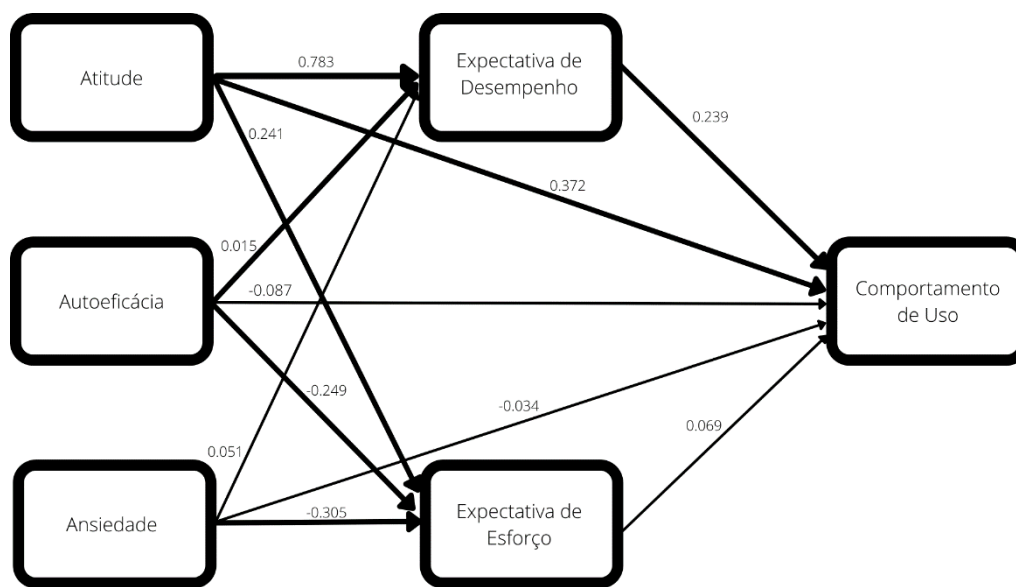 Atitude
0.783
Expectativa de
Desempenho
0.241
0.239
0.372
0.015
Autoeficácia
-0.087
Comportamento
de Uso
-0.249
-0.034
0.069
0.051
Ansiedade
-0.305
Expectativa de
Esforço